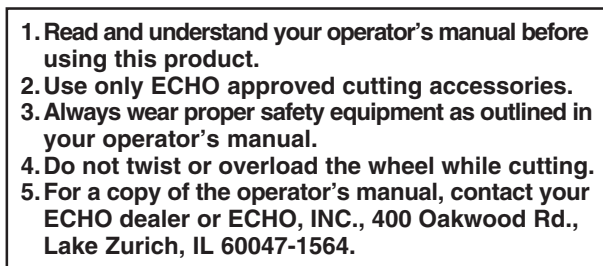 1. Read and understand your operator's manual before
using this product.
2. Use only ECHO approved cutting accessories.
3. Always wear proper safety equipment as outlined in
your operator's manual.
4. Do not twist or overload the wheel while cutting.
5. For a copy of the operator's manual, contact your
ECHO dealer or ECHO, INC., 400 Oakwood Rd.,
Lake Zurich, IL 60047-1564.